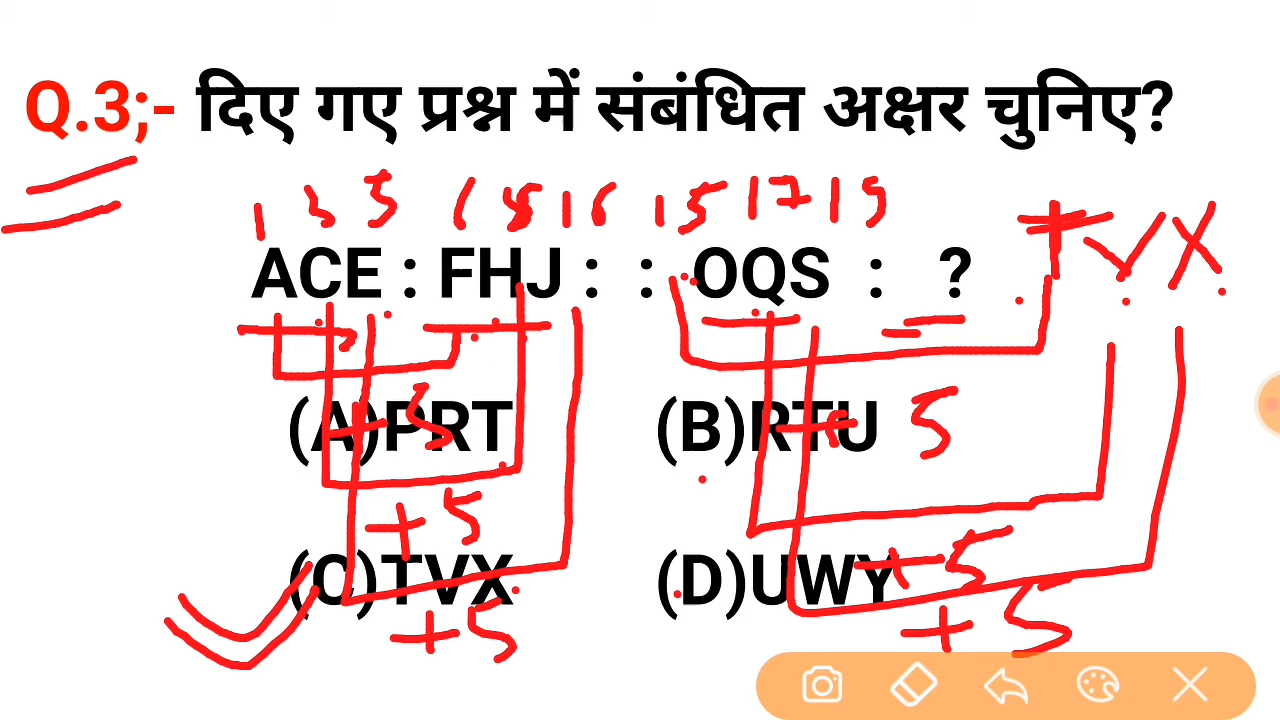 Q.3;- दिए गए प्रश्न में संबंधित अक्षर चुनिए?
1 3 5 6 8 16 15 17 19
ACE : FHJ : : OQS : ? TVX
(A)PRT (B)RTU
+5 +5
(C)TVX (D)UWY
+5 +5
+5 +5